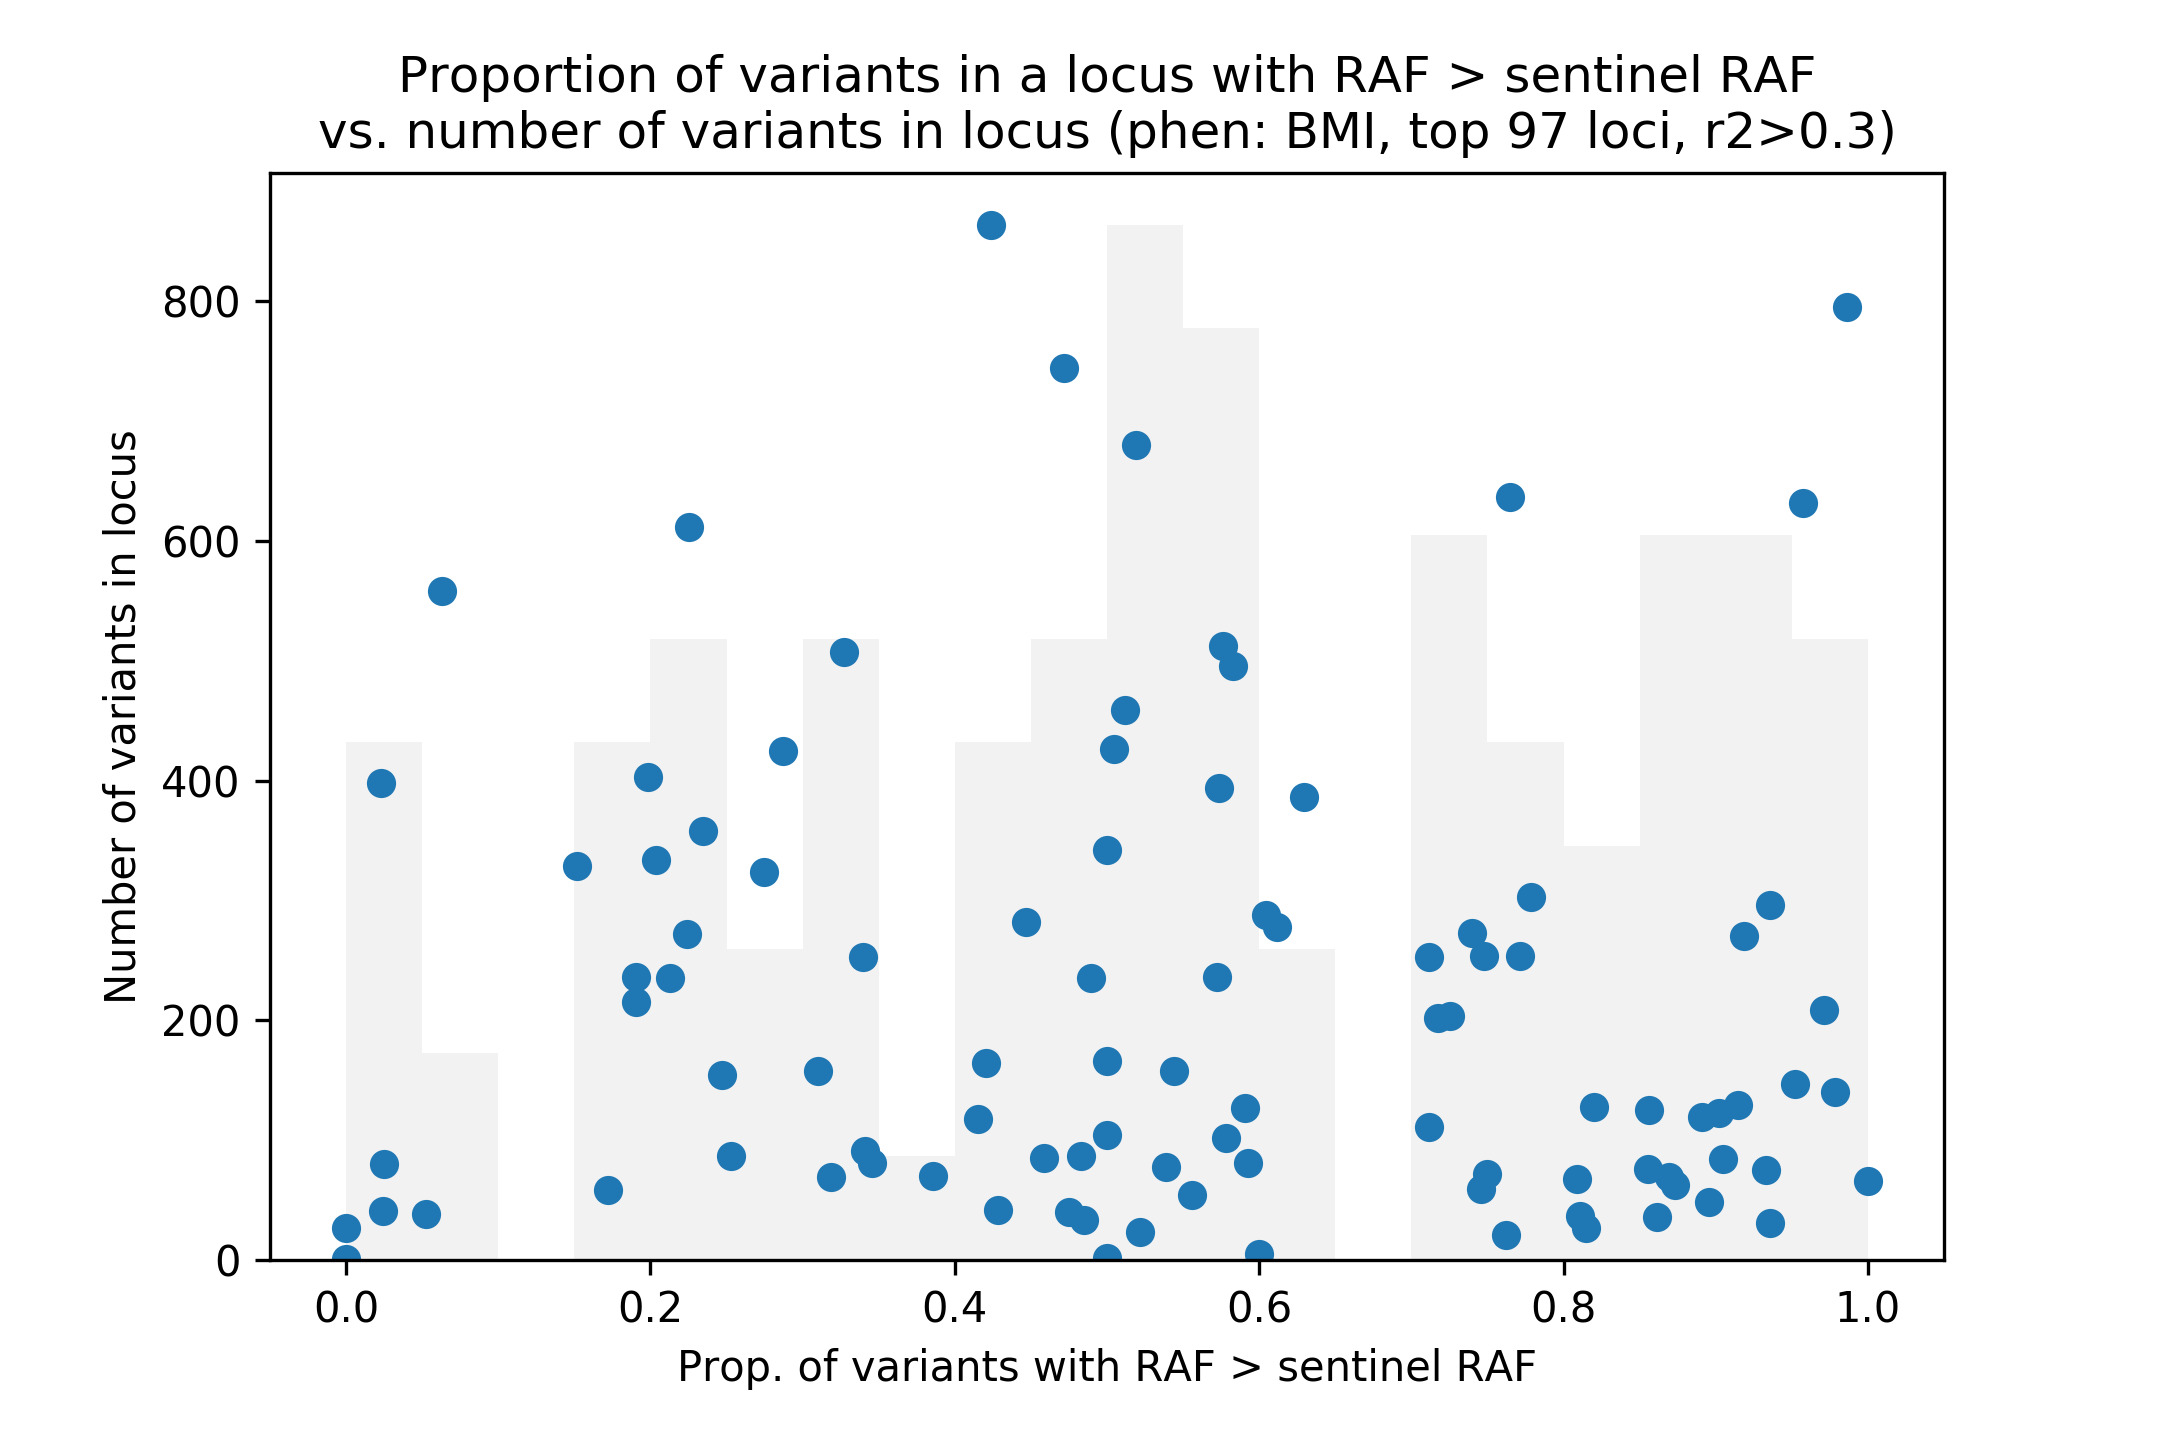 Proportion of variants in a locus with RAF > sentinel RAF
vs. number of variants in locus (phen: BMI, top 97 loci, r2>0.3)
Number of variants in locus
800
600
400
200
0
0.0 0.2 0.4 0.6 0.8 1.0
Prop. of variants with RAF > sentinel RAF